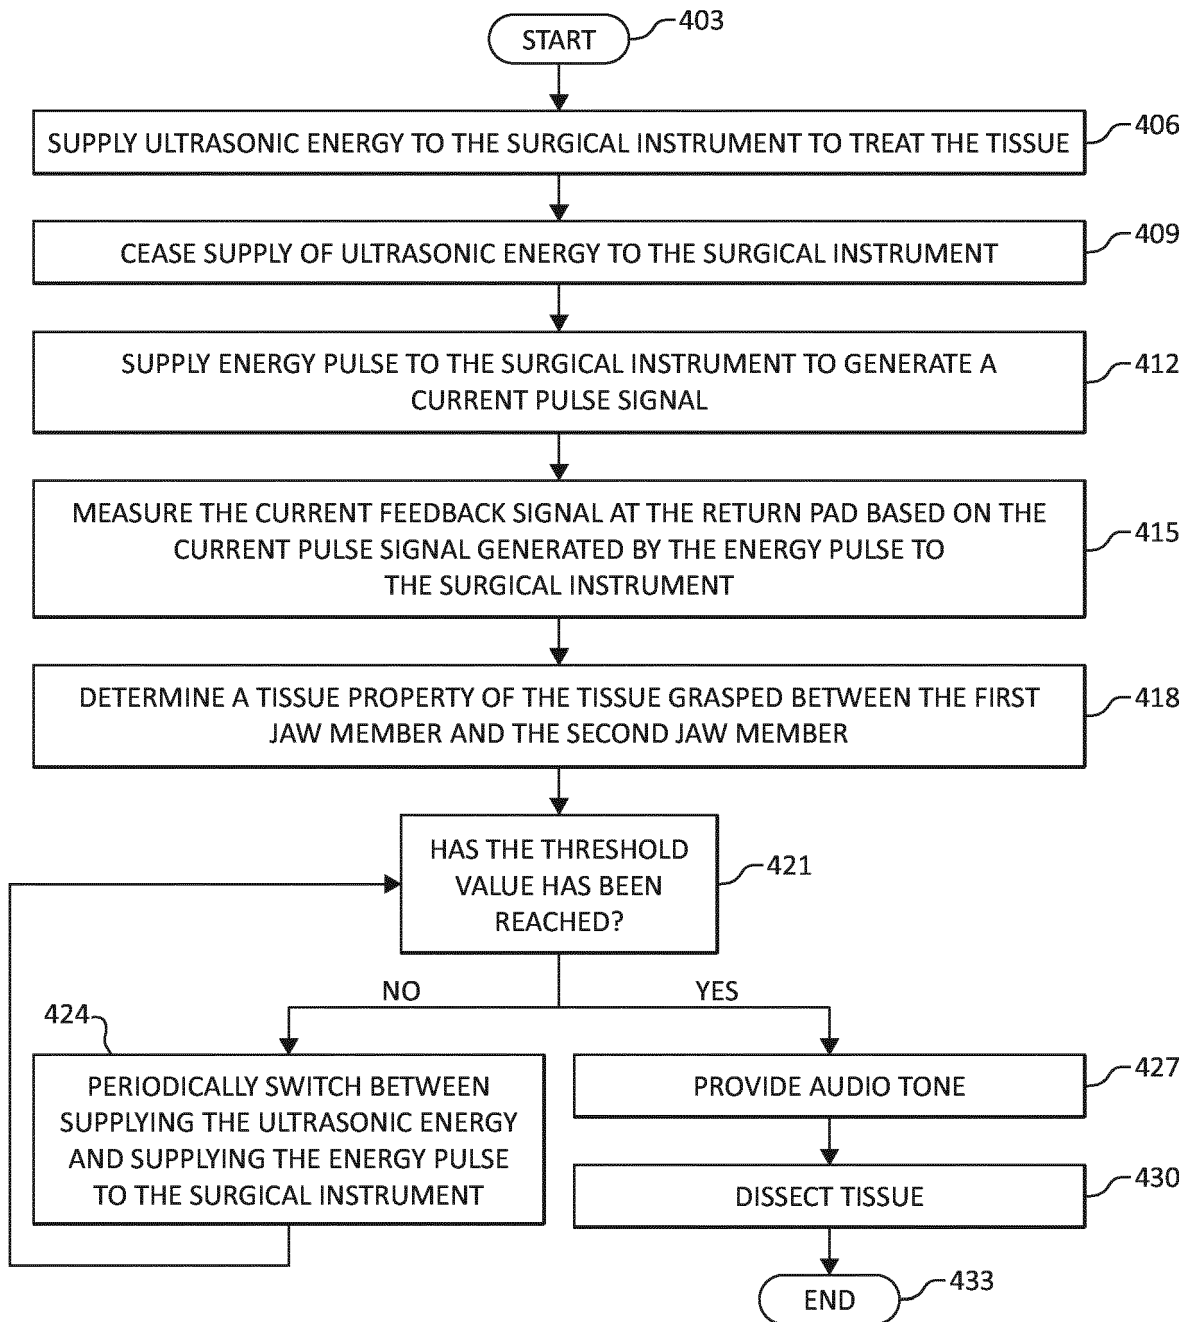 START
403
SUPPLY ULTRASONIC ENERGY TO THE SURGICAL INSTRUMENT TO TREAT THE TISSUE
406
CEASE SUPPLY OF ULTRASONIC ENERGY TO THE SURGICAL INSTRUMENT
409
SUPPLY ENERGY PULSE TO THE SURGICAL INSTRUMENT TO GENERATE A
CURRENT PULSE SIGNAL
412
MEASURE THE CURRENT FEEDBACK SIGNAL AT THE RETURN PAD BASED ON THE
CURRENT PULSE SIGNAL GENERATED BY THE ENERGY PULSE TO
THE SURGICAL INSTRUMENT
415
DETERMINE A TISSUE PROPERTY OF THE TISSUE GRASPED BETWEEN THE FIRST
JAW MEMBER AND THE SECOND JAW MEMBER
418
HAS THE THRESHOLD
VALUE HAS BEEN
REACHED?
421
NO
YES
424
PERIODICALLY SWITCH BETWEEN
SUPPLYING THE ULTRASONIC ENERGY
AND SUPPLYING THE ENERGY PULSE
TO THE SURGICAL INSTRUMENT
PROVIDE AUDIO TONE
427
DISSECT TISSUE
430
END
433